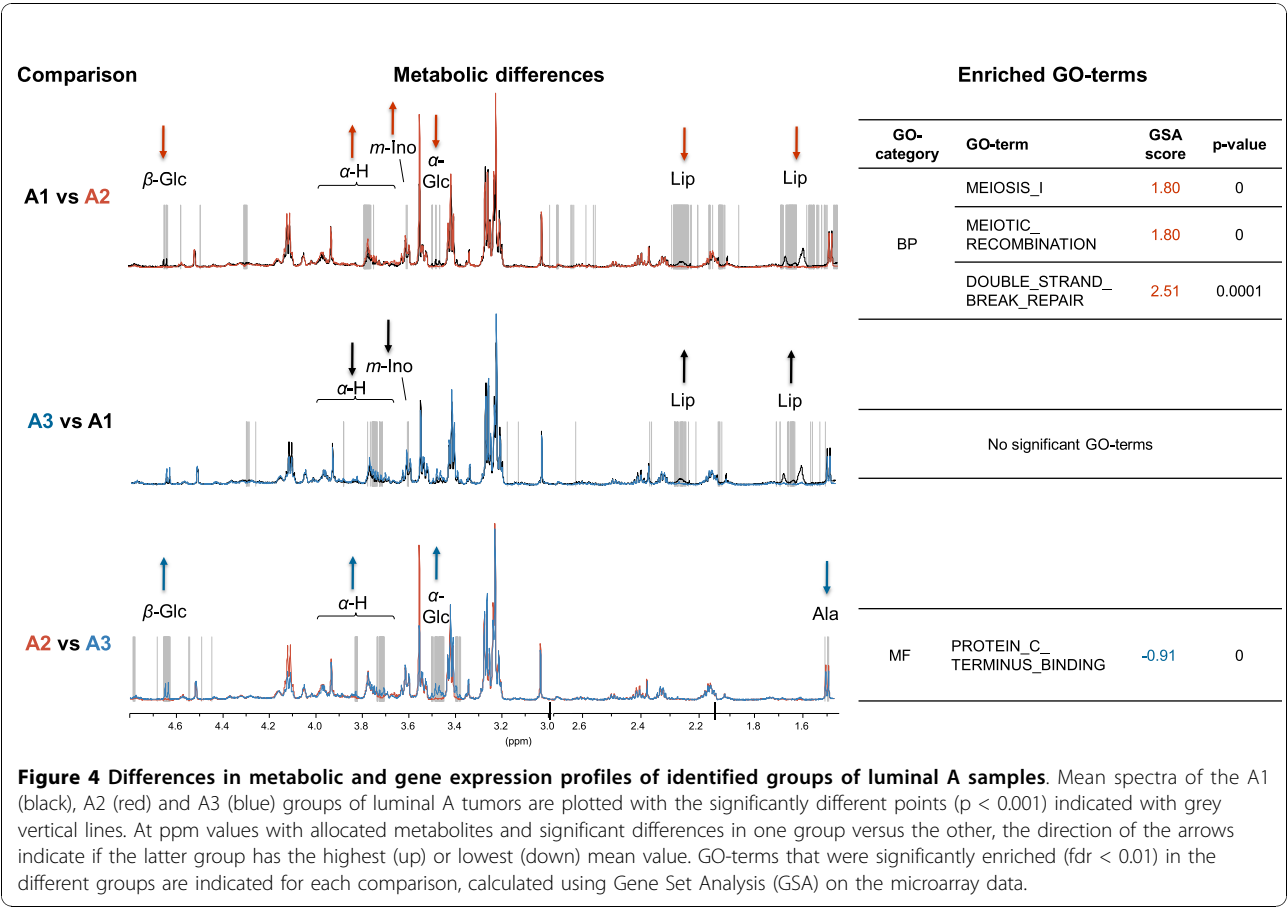 Comparison
Metabolic differences
Enriched GO-terms
A1 vs A2
β-Glc
α-H
m-Ino
α-
Glc
Lip
Lip
GO-
category
GO-term
GSA
score
p-value
BP
MEIOSIS_I
1.80
0
MEIOTIC_
RECOMBINATION
1.80
0
DOUBLE_STRAND_
BREAK_REPAIR
2.51
0.0001
A3 vs A1
α-H
m-Ino
Lip
Lip
No significant GO-terms
A2 vs A3
β-Glc
α-H
α-
Glc
Ala
MF
PROTEIN_C_
TERMINUS_BINDING
-0.91
0
4.6 4.4 4.2 4.0 3.8 3.6 3.4 3.2 3.0 2.6 2.4 2.2 1.6
(ppm)
Figure 4 Differences in metabolic and gene expression profiles of identified groups of luminal A samples. Mean spectra of the A1
(black), A2 (red) and A3 (blue) groups of luminal A tumors are plotted with the significantly different points (p < 0.001) indicated with grey
vertical lines. At ppm values with allocated metabolites and significant differences in one group versus the other, the direction of the arrows
indicate if the latter group has the highest (up) or lowest (down) mean value. GO-terms that were significantly enriched (fdr < 0.01) in the
different groups are indicated for each comparison, calculated using Gene Set Analysis (GSA) on the microarray data.